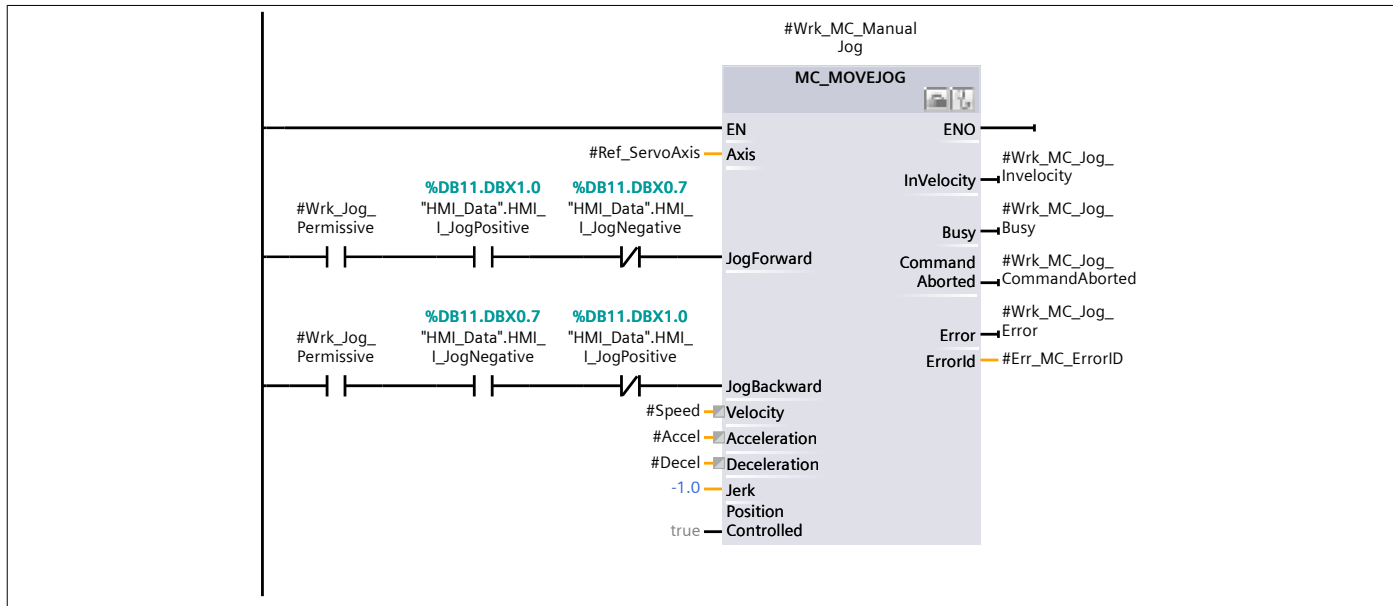 #Wrk_MC_Manual
Jog
MC_MOVEJOG
EN
ENO
#Ref_ServoAxis
Axis
InVelocity
#Wrk_MC_Jog_
Invelocity
Busy
#Wrk_MC_Jog_
Busy
#Wrk_Jog_
Permissive
%DB11.DBX1.0
"HMI_Data".HMI_
I_JogPositive
%DB11.DBX0.7
"HMI_Data".HMI_
I_JogNegative
JogForward
Command
Aborted
#Wrk_MC_Jog_
CommandAborted
Error
#Wrk_MC_Jog_
Error
ErrorId
#Err_MC_ErrorID
#Wrk_Jog_
Permissive
%DB11.DBX0.7
"HMI_Data".HMI_
I_JogNegative
%DB11.DBX1.0
"HMI_Data".HMI_
I_JogPositive
JogBackward
#Speed
Velocity
#Accel
Acceleration
#Decel
Deceleration
-1.0
Jerk
Position
Controlled
true